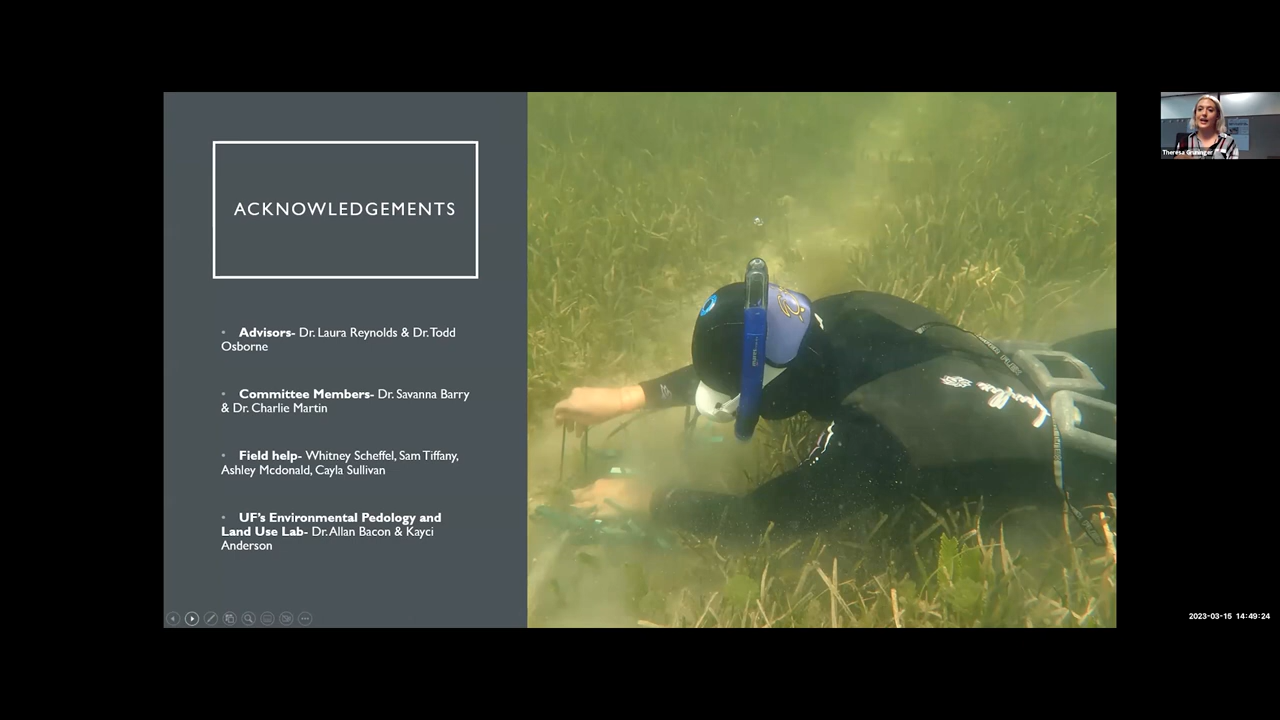 ACKNOWLEDGEMENTS
• Advisors- Dr. Laura Reynolds & Dr. Todd
Osborne
• Committee Members- Dr. Savanna Barry
& Dr. Charlie Martin
• Field help- Whitney Scheffel, Sam Tiffany,
Ashley Mcdonald, Cayla Sullivan
• UF's Environmental Pedology and
Land Use Lab- Dr. Allan Bacon & Kayci
Anderson
Theresa Gruninger
2023-03-15 14:49:24